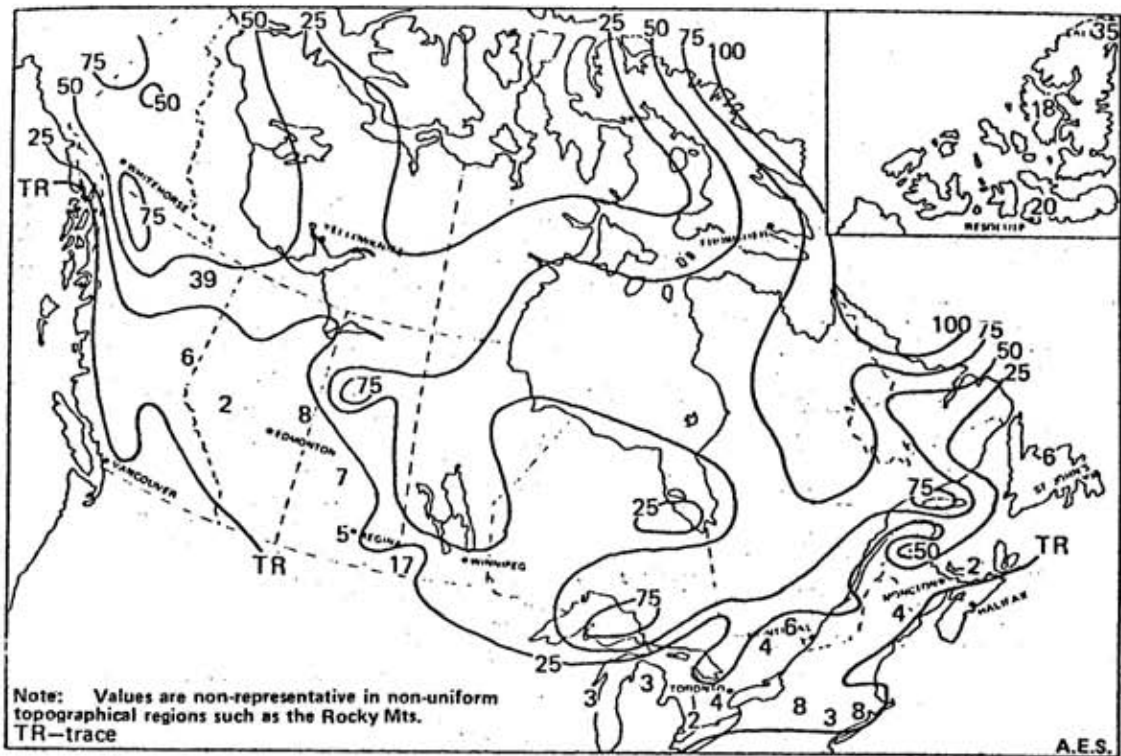 50 25 25 50 75 100
75
50
50
25
35
18
20
WHITEHORSE
TR
75
39
6
2
8
EDMONTON
7
75
VANCOUVER
5 REGINA
TR
17
WINNIPEG
25
75
25
100
75
50
25
6
ST JOHN'S
75
<50
2
TR
MONCTON
4
HALIFAX
6
4
3
3
TORONTO
4
2
8
3
8
Note: Values are non-representative in non-uniform
topographical regions such as the Rocky Mts.
TR—trace
A.E.S.